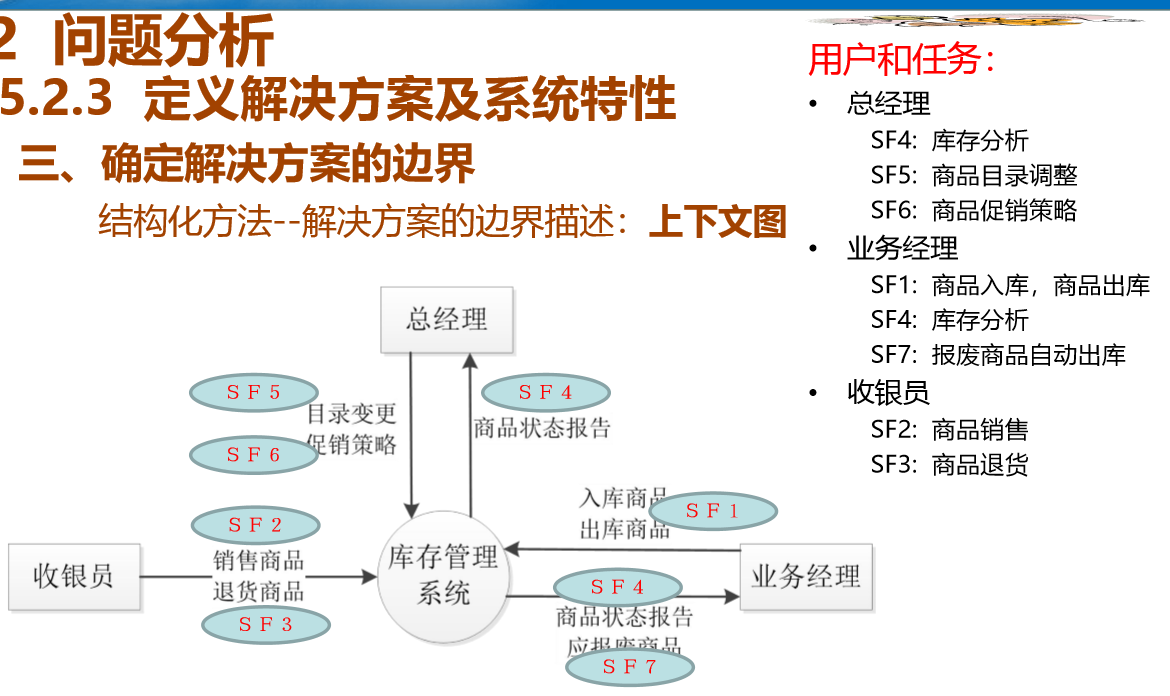 2 问题分析
5.2.3 定义解决方案及系统特性
三、确定解决方案的边界
结构化方法--解决方案的边界描述：上下文图
用户和任务：
• 总经理
SF4: 库存分析
SF5: 商品目录调整
SF6: 商品促销策略
• 业务经理
SF1: 商品入库，商品出库
SF4: 库存分析
SF7: 报废商品自动出库
• 收银员
SF2: 商品销售
SF3: 商品退货
总经理
ＳＦ５
目录变更
促销策略
ＳＦ６
ＳＦ４
商品状态报告
ＳＦ２
销售商品
退货商品
ＳＦ３
收银员
库存管理
系统
入库商品
出库商品
ＳＦ１
业务经理
ＳＦ４
商品状态报告
应报废商品
ＳＦ７